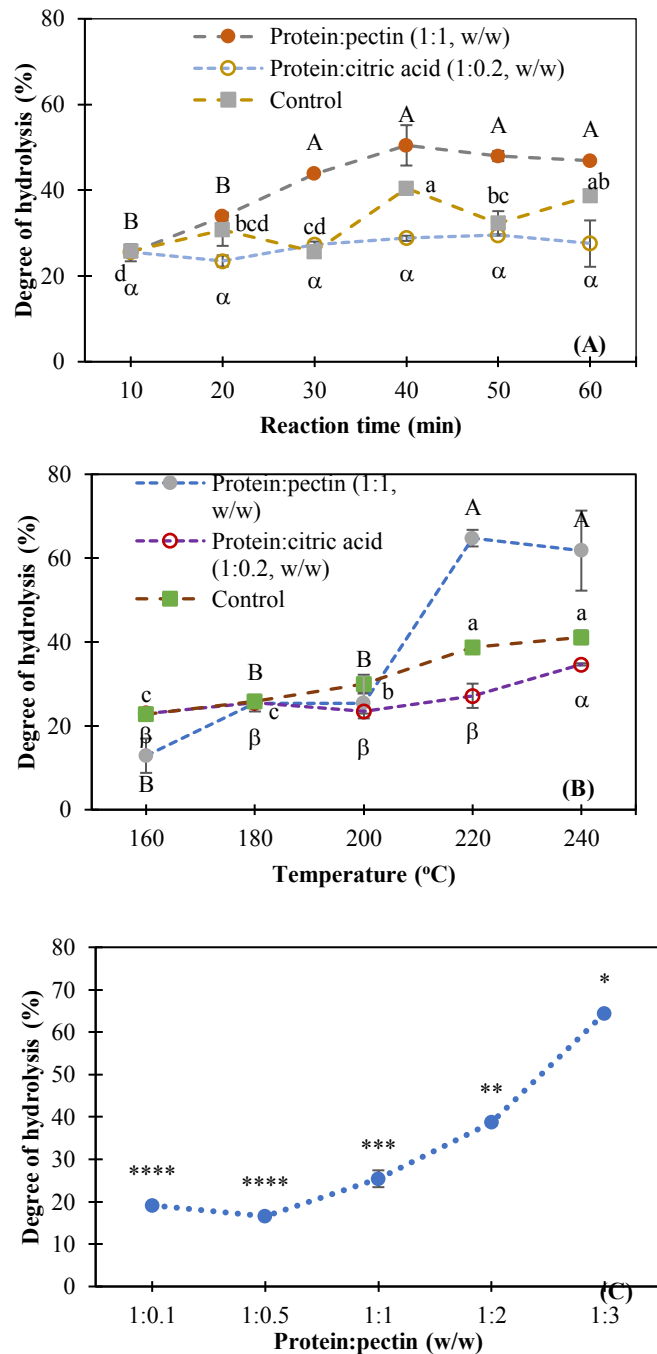 80
60
40
20
0
Degree of hydrolysis (%)
Protein:pectin (1:1, w/w)
Protein:citric acid (1:0.2, w/w)
Control
B
B
A
A
A
A
d
bcd
cd
a
bc
ab
α
α
α
α
α
α
(A)
10 20 30 40 50 60
Reaction time (min)
80
60
40
20
0
Degree of hydrolysis (%)
Protein:pectin (1:1,
w/w)
Protein:citric acid
(1:0.2, w/w)
Control
A
A
B
B
a
a
c
b
c
β
β
β
β
α
B
(B)
160 180 200 220 240
Temperature (°C)
80
70
60
50
40
30
20
10
0
Degree of hydrolysis (%)
****
****
***
**
*
(C)
1:0.1 1:0.5 1:1 1:2 1:3
Protein:pectin (w/w)